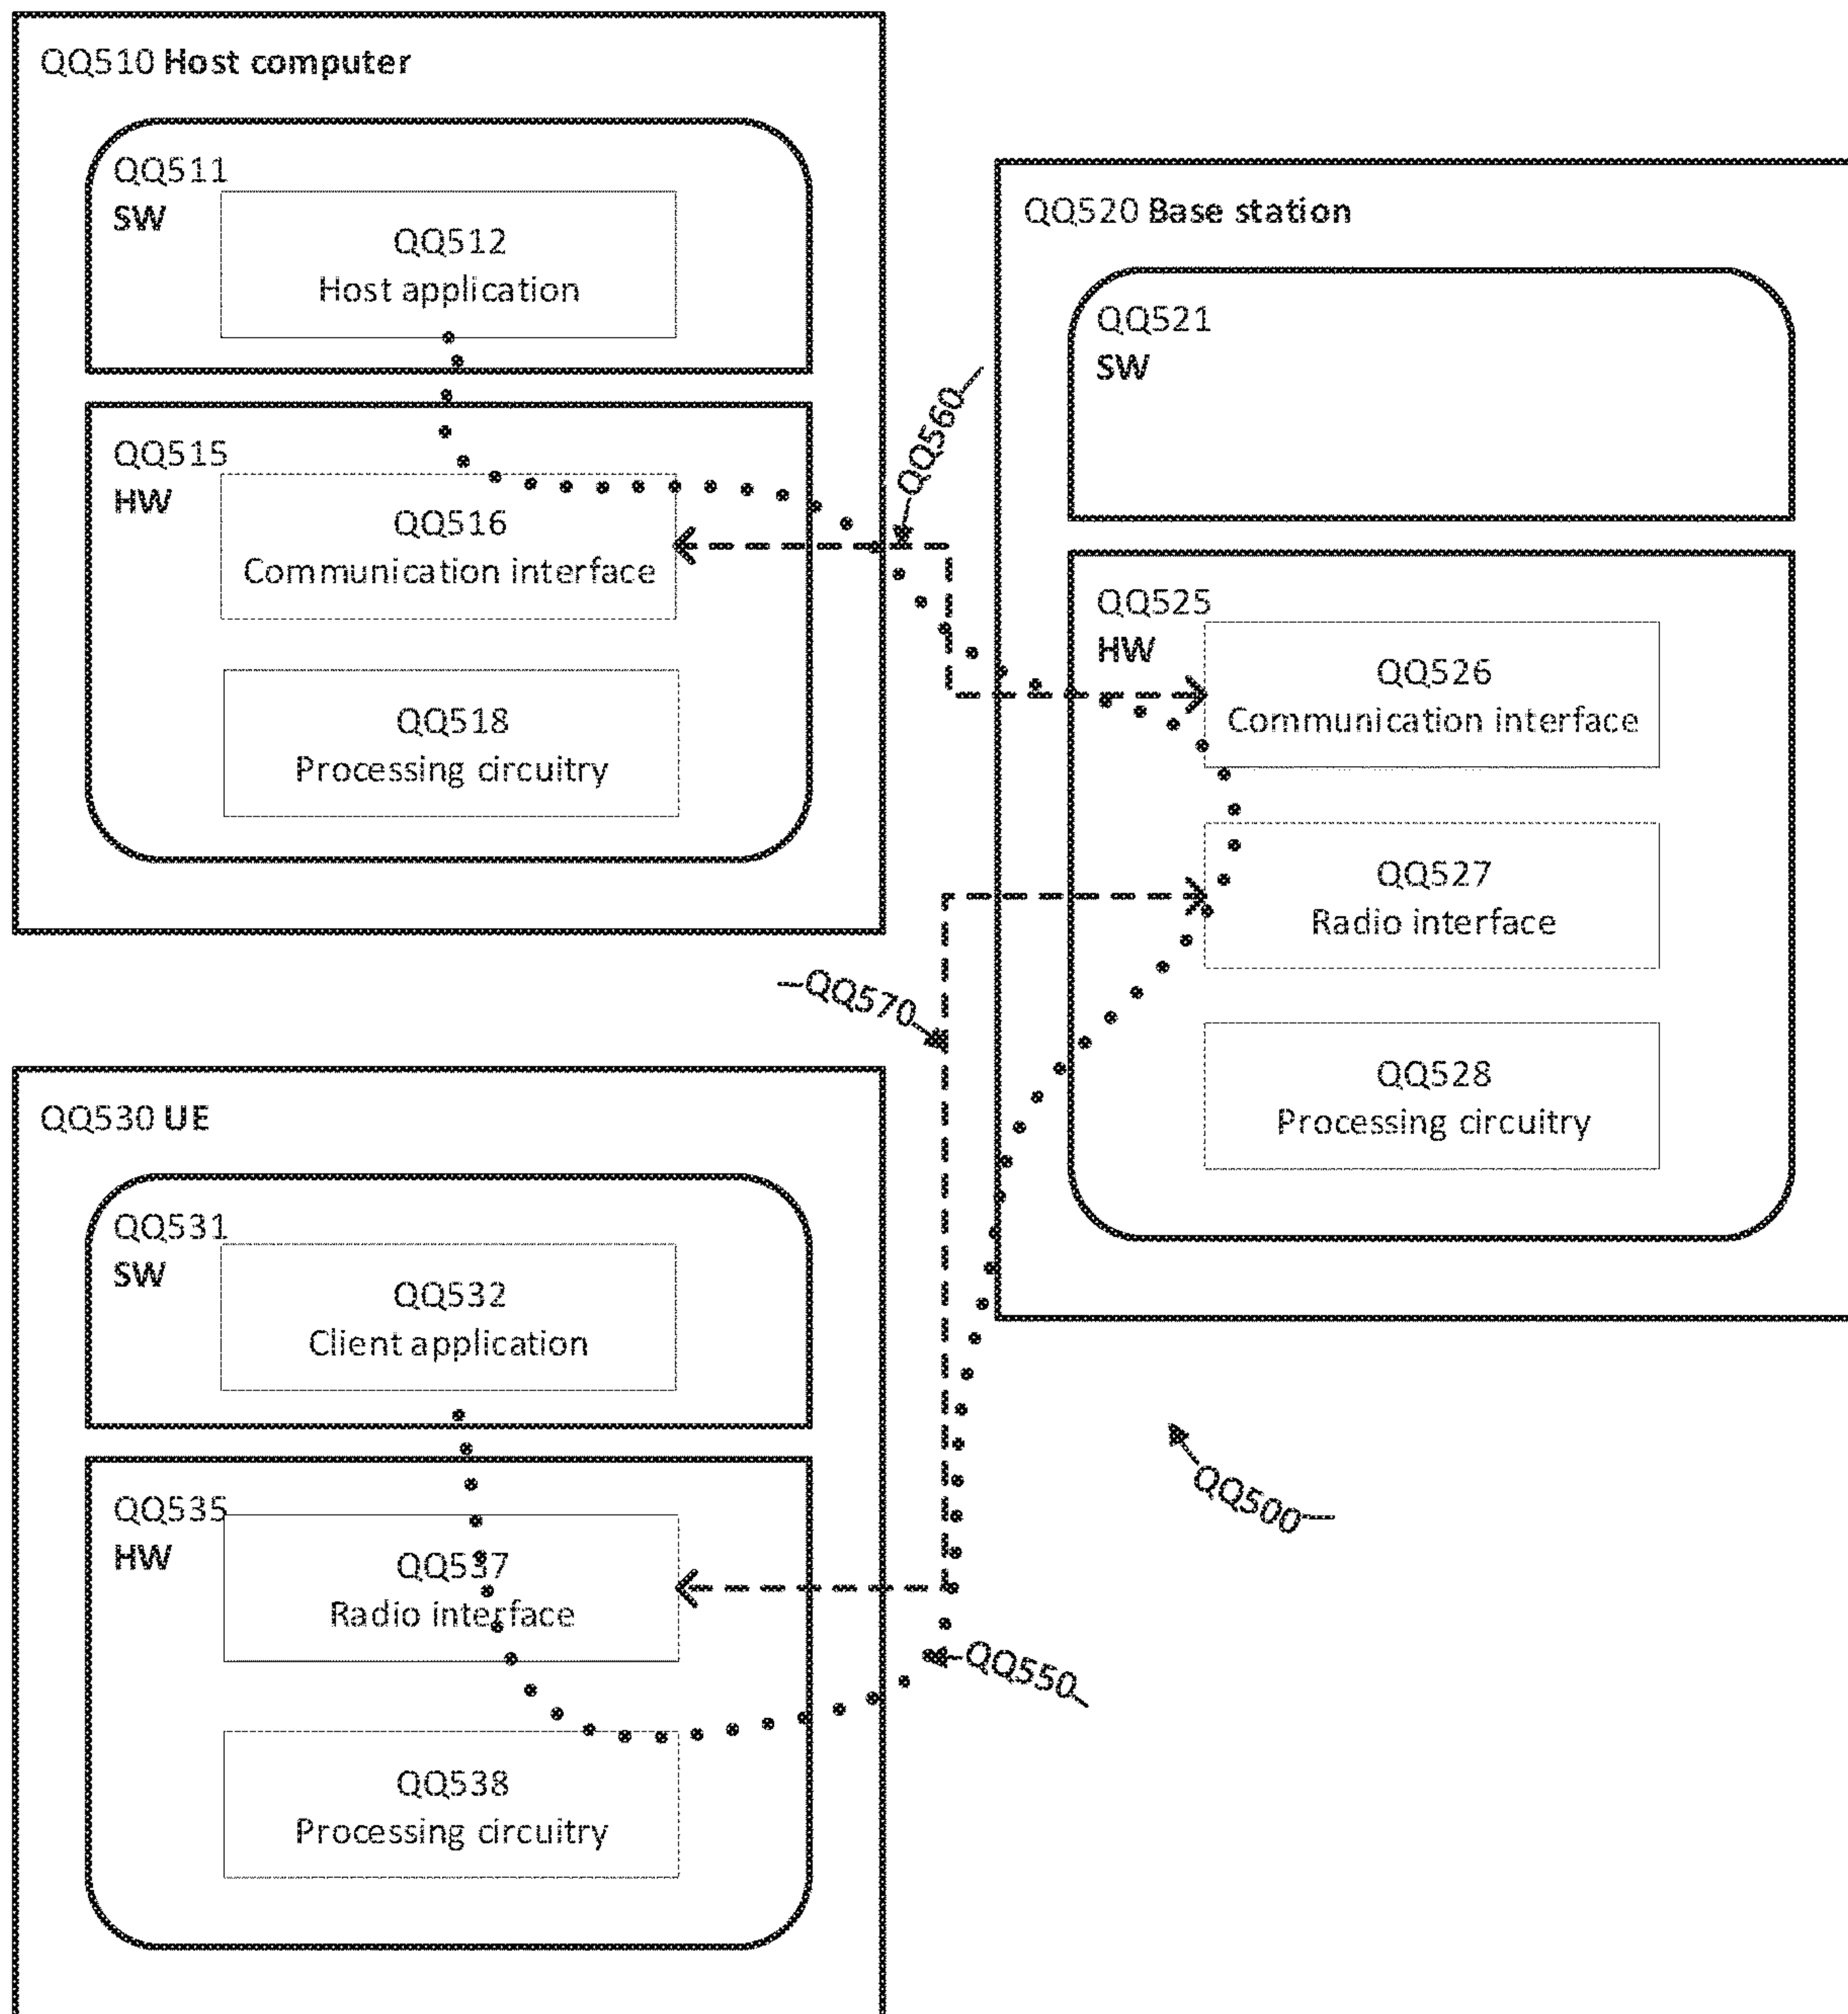 QQ510 Host computer
QQ511
SW
QQ512
Host application
QQ515
HW
QQ516
Communication interface
QQ518
Processing circuitry
QQ560
QQ520 Base station
QQ521
SW
QQ525
HW
QQ526
Communication interface
QQ527
Radio interface
QQ528
Processing circuitry
QQ570
QQ530 UE
QQ531
SW
QQ532
Client application
QQ535
HW
QQ537
Radio interface
QQ538
Processing circuitry
QQ500
QQ550